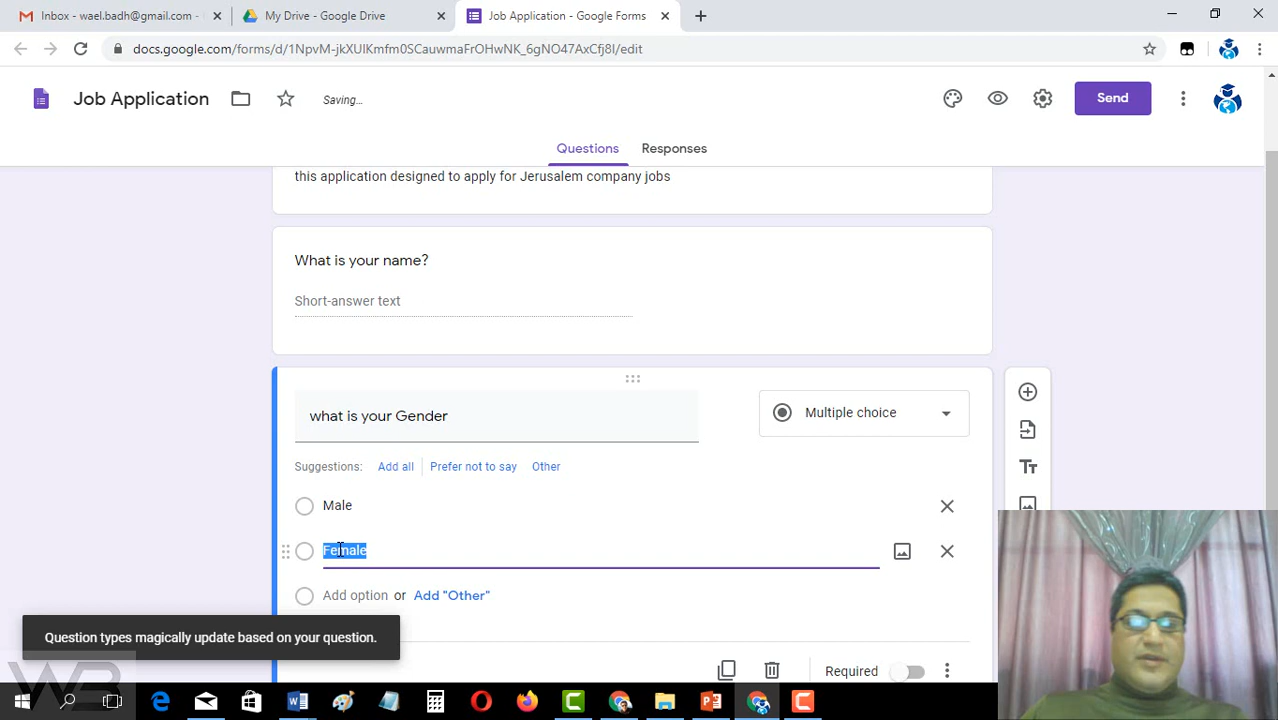 Inbox - wael.badh@gmail.com -
My Drive - Google Drive
Job Application - Google Forms
docs.google.com/forms/d/1NpvM-jkXUIKmfm0SCauwmaFrOHwNK_6gNO47AxCfj8I/edit
Job Application
Saving...
Send
Questions
Responses
this application designed to apply for Jerusalem company jobs
What is your name?
Short-answer text
what is your Gender
Multiple choice
Suggestions: Add all Prefer not to say Other
Male
Female
Add option or Add "Other"
Question types magically update based on your question.
Required
WB